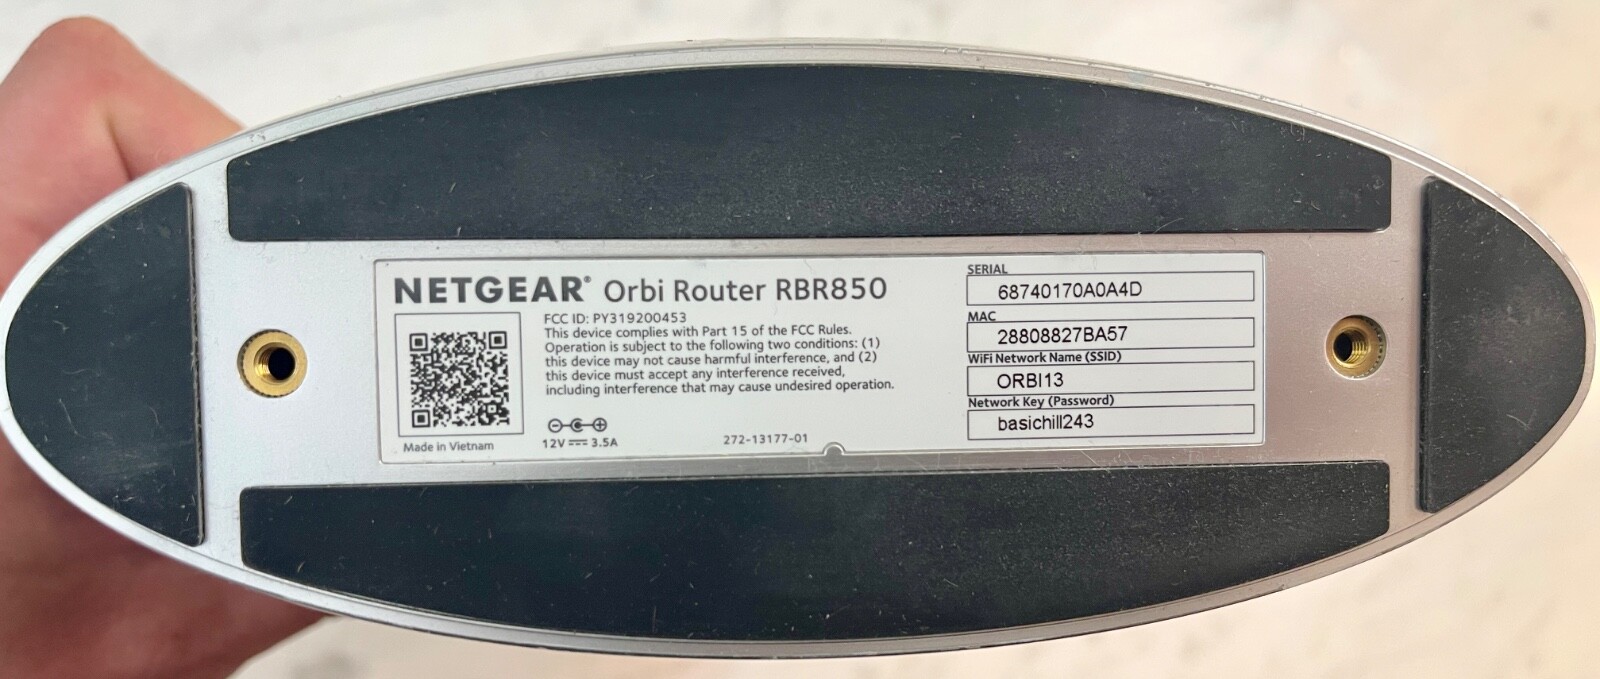 NETGEAR® Orbi Router RBR850
FCC ID: PY319200453
This device complies with Part 15 of the FCC Rules.
Operation is subject to the following two conditions: (1)
this device may not cause harmful interference, and (2)
this device must accept any interference received,
including interference that may cause undesired operation.
Made in Vietnam
12V 3.5A
272-13177-01
SERIAL
68740170A0A4D
MAC
28808827BA57
WiFi Network Name (SSID)
ORBI13
Network Key (Password)
basichill243